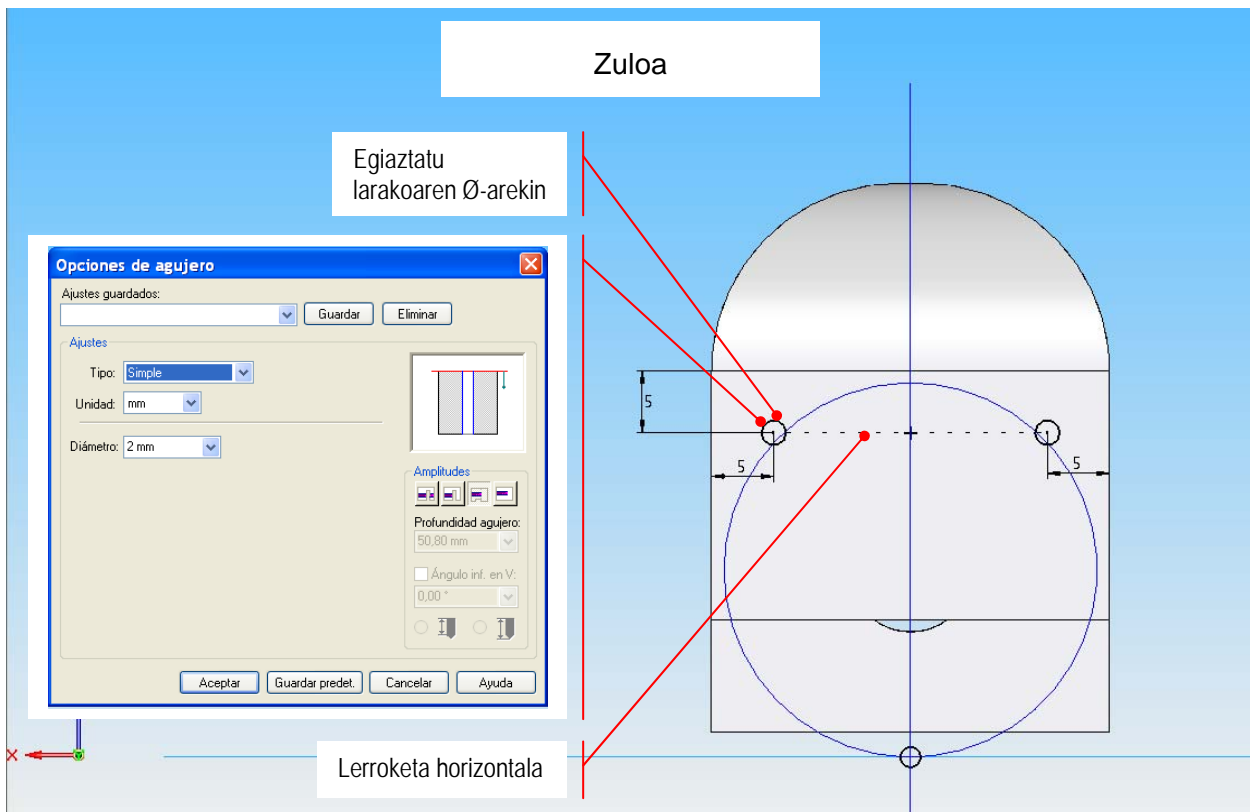 Zuloa
Egiaztatu
larakoaren Ø-arekin
Opciones de agujero
Ajustes guardados:
Guardar
Eliminar
Ajustes
Tipo: Simple
Unidad: mm
Diámetro: 2 mm
Amplitudes
Profundidad agujero:
50,80 mm
Ángulo inf. en V:
0,00 °
Aceptar
Guardar predet.
Cancelar
Ayuda
5
5
5
X
Lerroketa horizontala